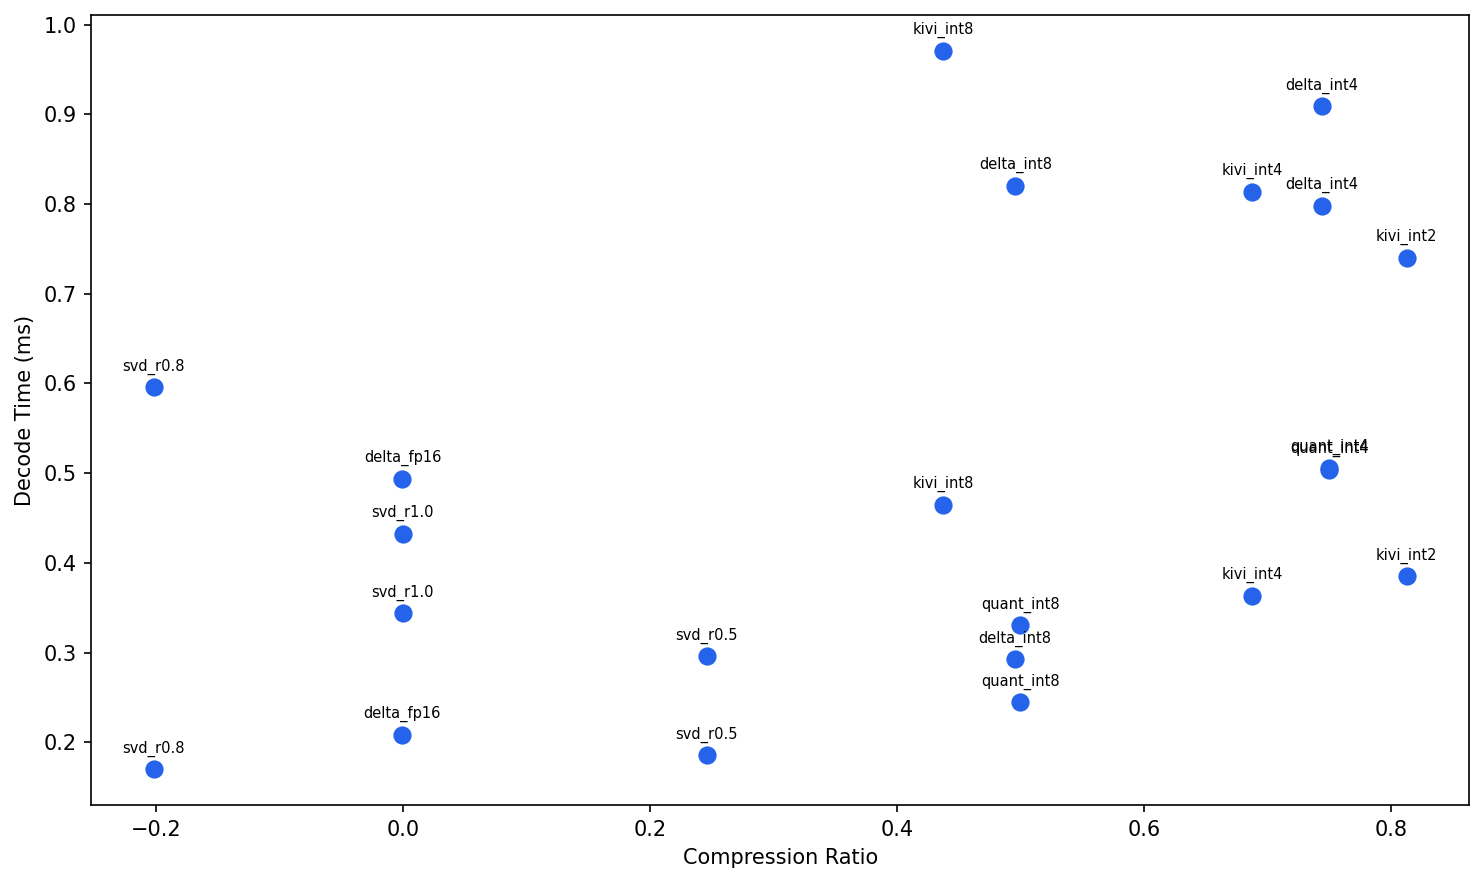 kivi_int8
delta_int4
delta_int8
kivi_int4
delta_int4
kivi_int2
svd_r0.8
delta_fp16
quant_int4
quant_int4
kivi_int8
svd_r1.0
kivi_int2
kivi_int4
svd_r1.0
quant_int8
svd_r0.5
delta_int8
quant_int8
delta_fp16
svd_r0.5
svd_r0.8
1.0
0.9
0.8
0.7
0.6
0.5
0.4
0.3
0.2
Decode Time (ms)
−0.2 0.0 0.2 0.4 0.6 0.8
Compression Ratio